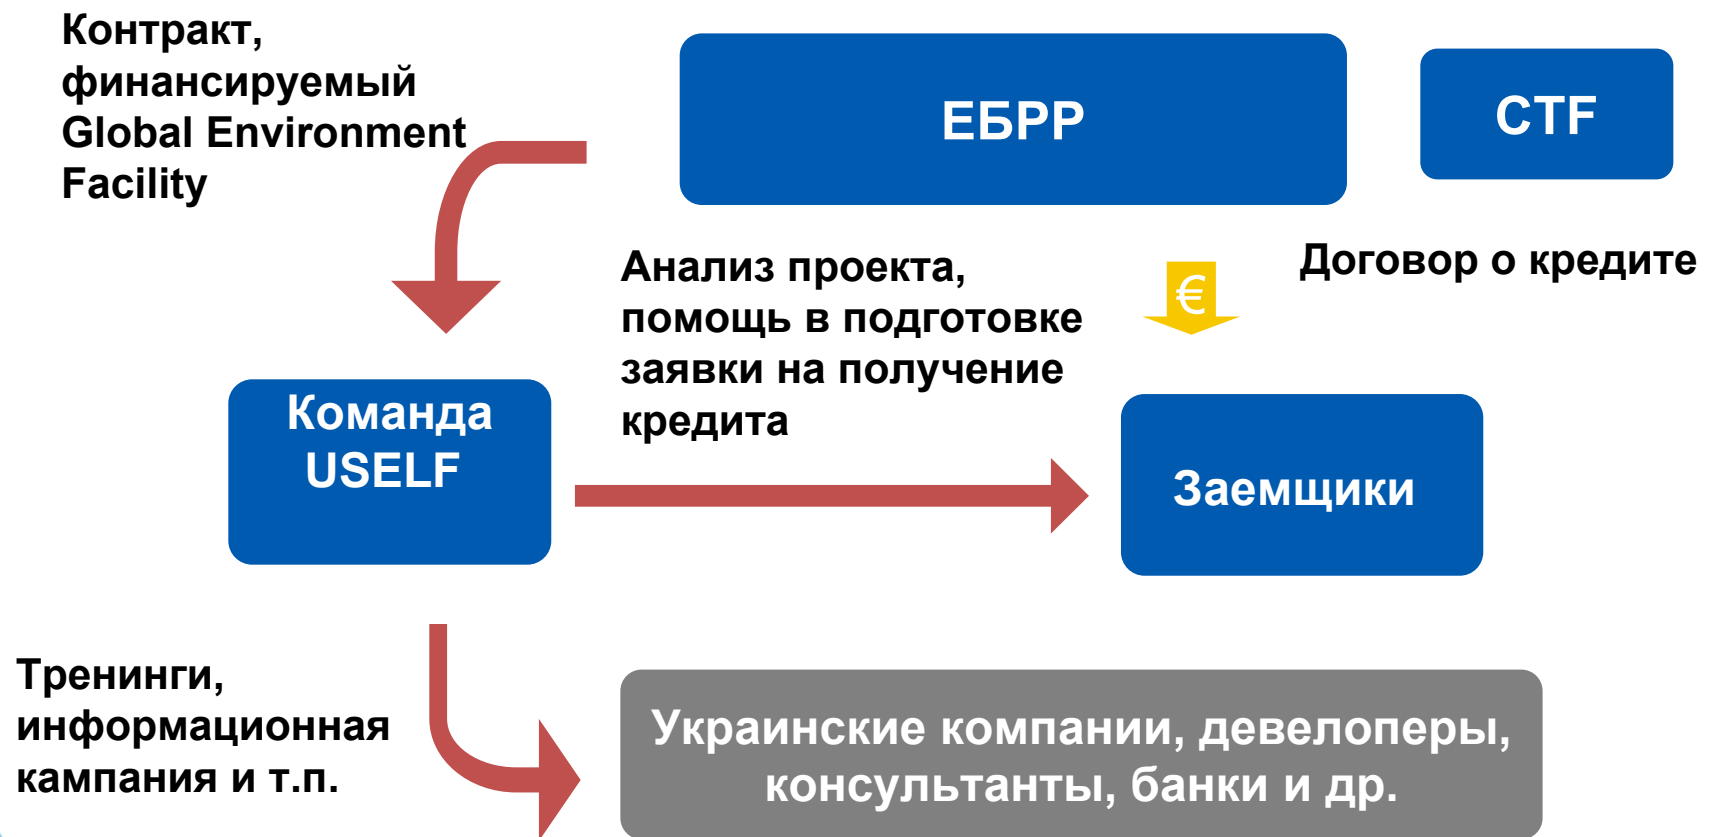 Контракт,
финансируемый
Global Environment
Facility
ЕБРР
CTF
Договор о кредите
€
Анализ проекта,
помощь в подготовке
заявки на получение
кредита
Команда
USELF
Заемщики
Тренинги,
информационная
кампания и т.п.
Украинские компании, девелоперы,
консультанты, банки и др.